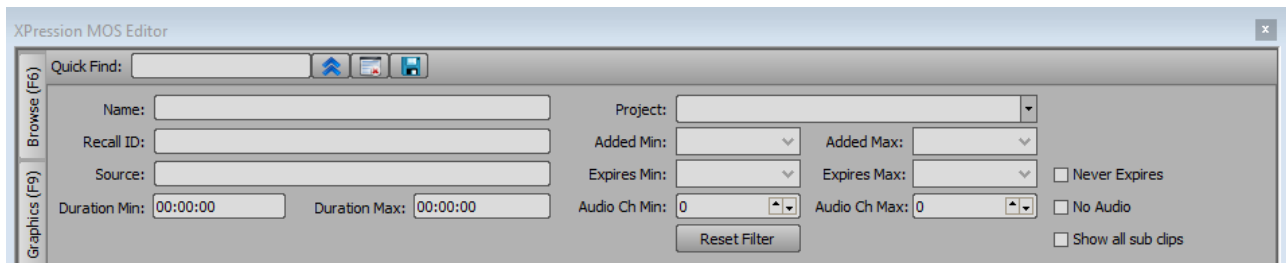 XPression MOS Editor
x
Browse (F6)
Graphics (F9)
Quick Find:
Name:
Project:
Recall ID:
Added Min:
Added Max:
Source:
Expires Min:
Expires Max:
Never Expires
Duration Min: 00:00:00
Duration Max: 00:00:00
Audio Ch Min: 0
Audio Ch Max: 0
No Audio
Reset Filter
Show all sub clips